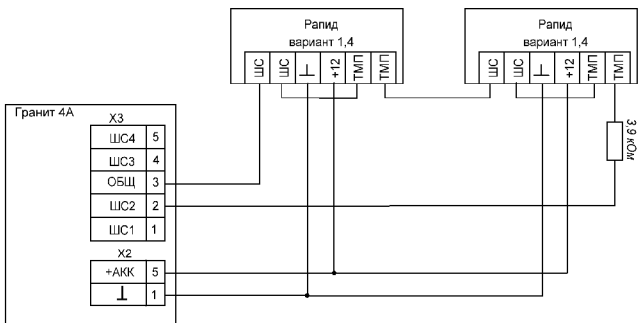 Рапид
вариант 1,4
ШС ШС ⊥ +12 ТМП ТМП
Рапид
вариант 1,4
ШС ШС ⊥ +12 ТМП ТМП
3,9 кОм
Гранит 4А
X3
ШС4 5
ШС3 4
ОБЩ 3
ШС2 2
ШС1 1
X2
+АКК 5
⊥ 1